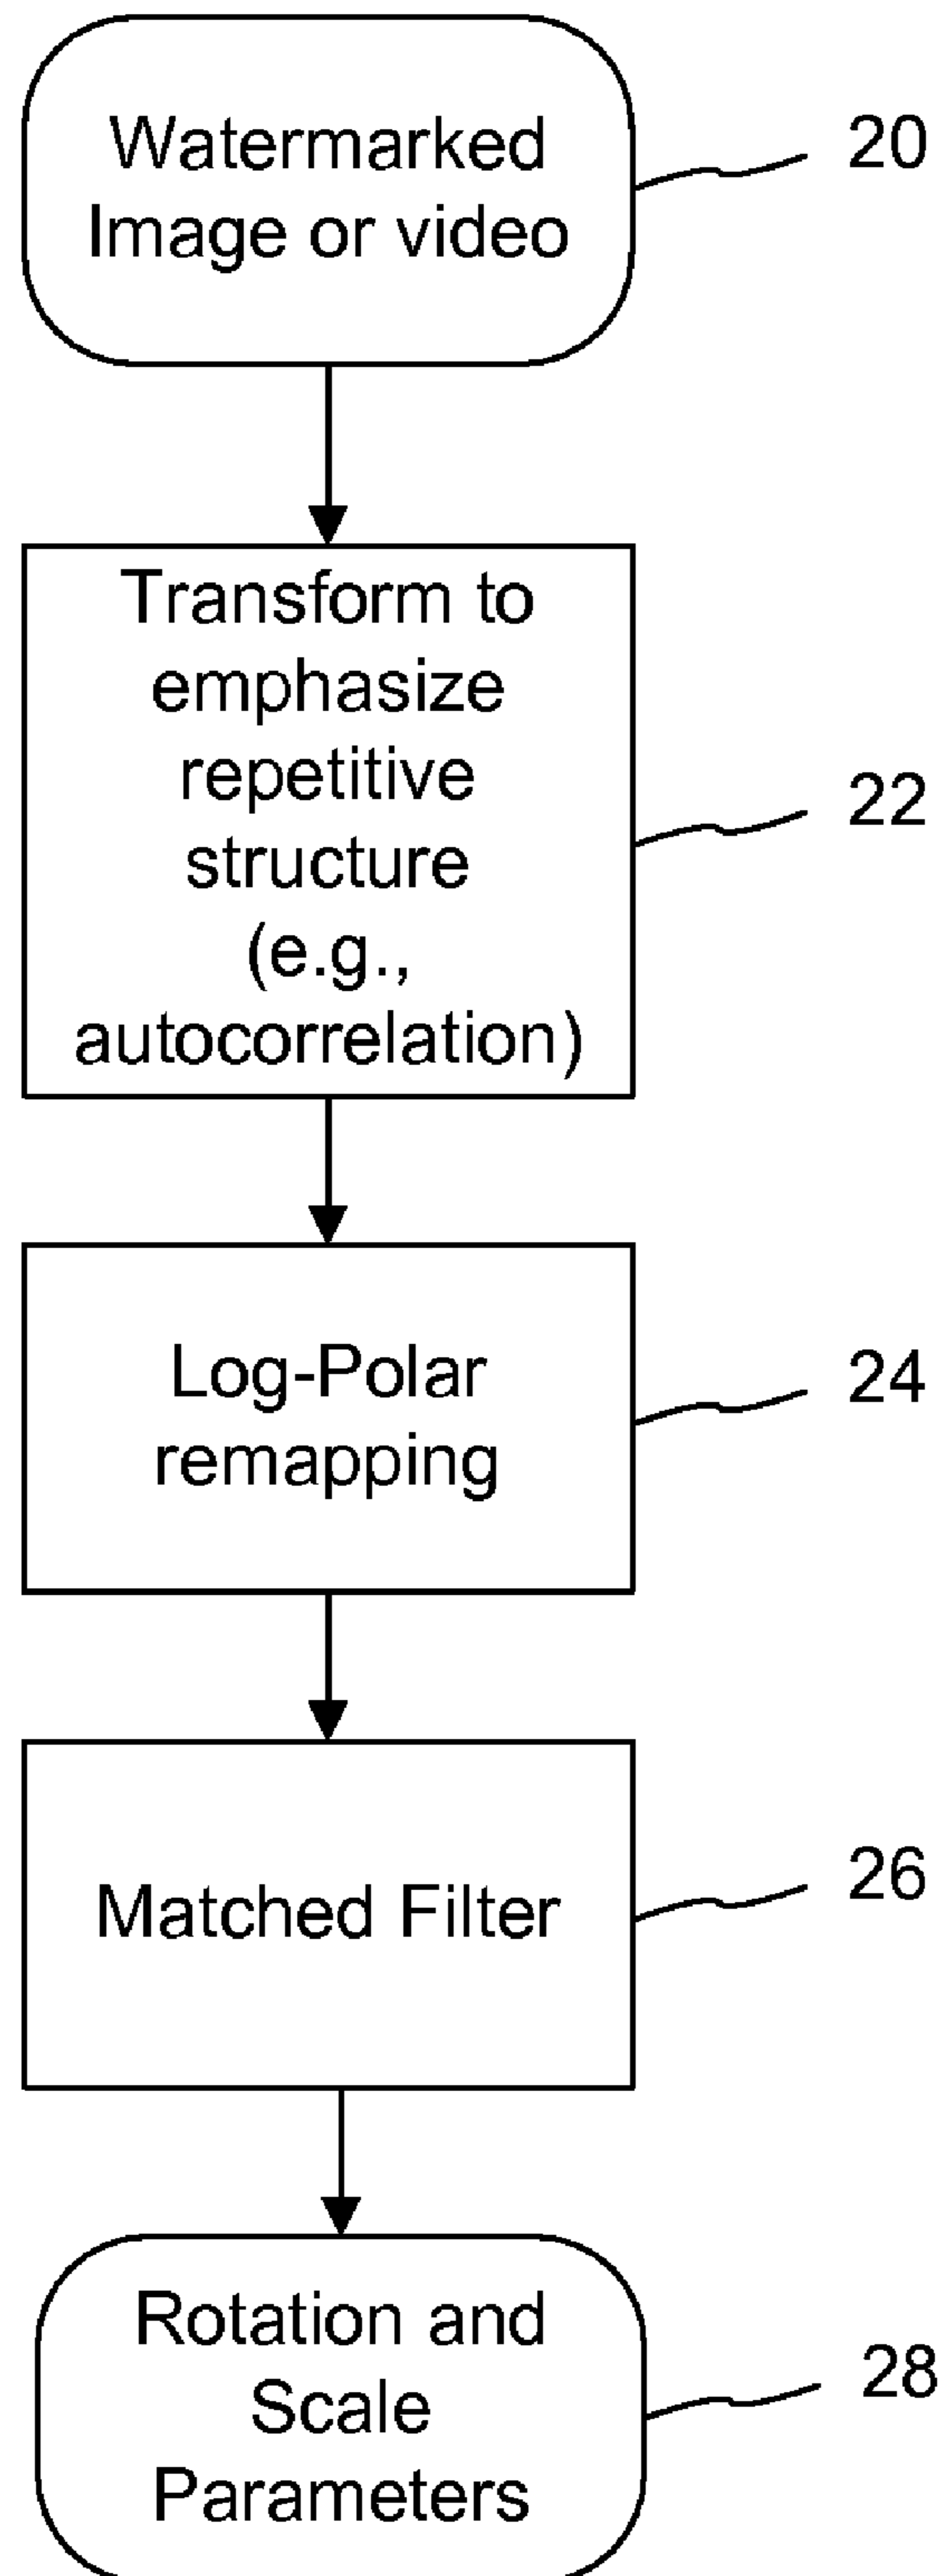 Watermarked
Image or video
20
Transform to
emphasize
repetitive
structure
(e.g.,
autocorrelation)
22
Log-Polar
remapping
24
Matched Filter
26
Rotation and
Scale
Parameters
28